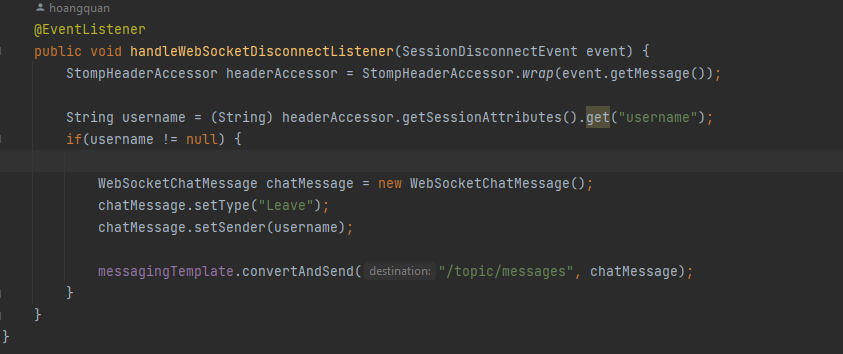 hoangquan
@EventListener
public void handleWebSocketDisconnectListener(SessionDisconnectEvent event) {
StompHeaderAccessor headerAccessor = StompHeaderAccessor.wrap(event.getMessage());
String username = (String) headerAccessor.getSessionAttributes().get("username");
if(username != null) {
WebSocketChatMessage chatMessage = new WebSocketChatMessage();
chatMessage.setType("Leave");
chatMessage.setSender(username);
messagingTemplate.convertAndSend( destination: "/topic/messages", chatMessage);
}
}
}